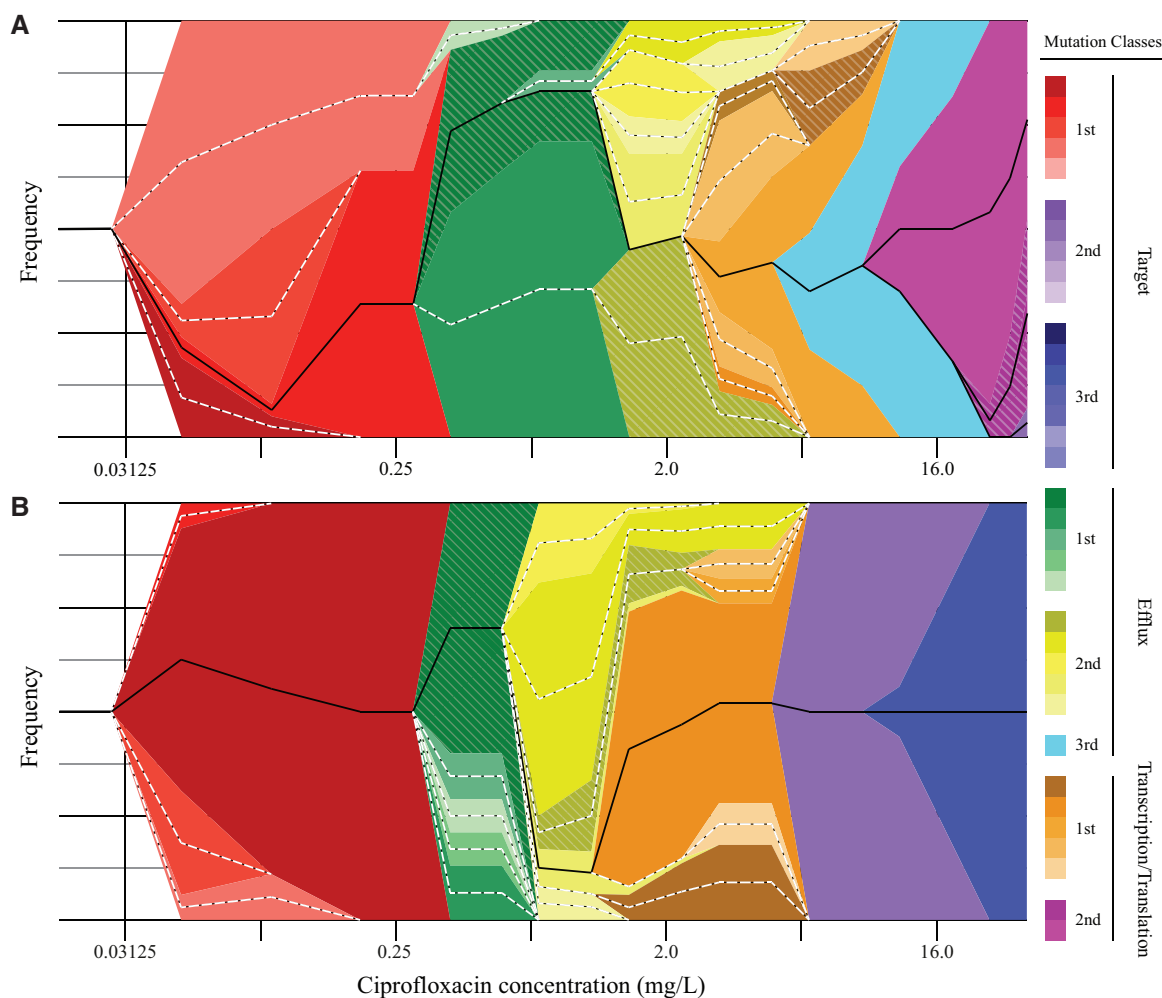 A
Mutation Classes
1st
2nd
3rd
Target
Frequency
0.03125
0.25
2.0
16.0
B
1st
2nd
3rd
Efflux
1st
2nd
Transcription/Translation
Frequency
0.03125
0.25
2.0
16.0
Ciprofloxacin concentration (mg/L)